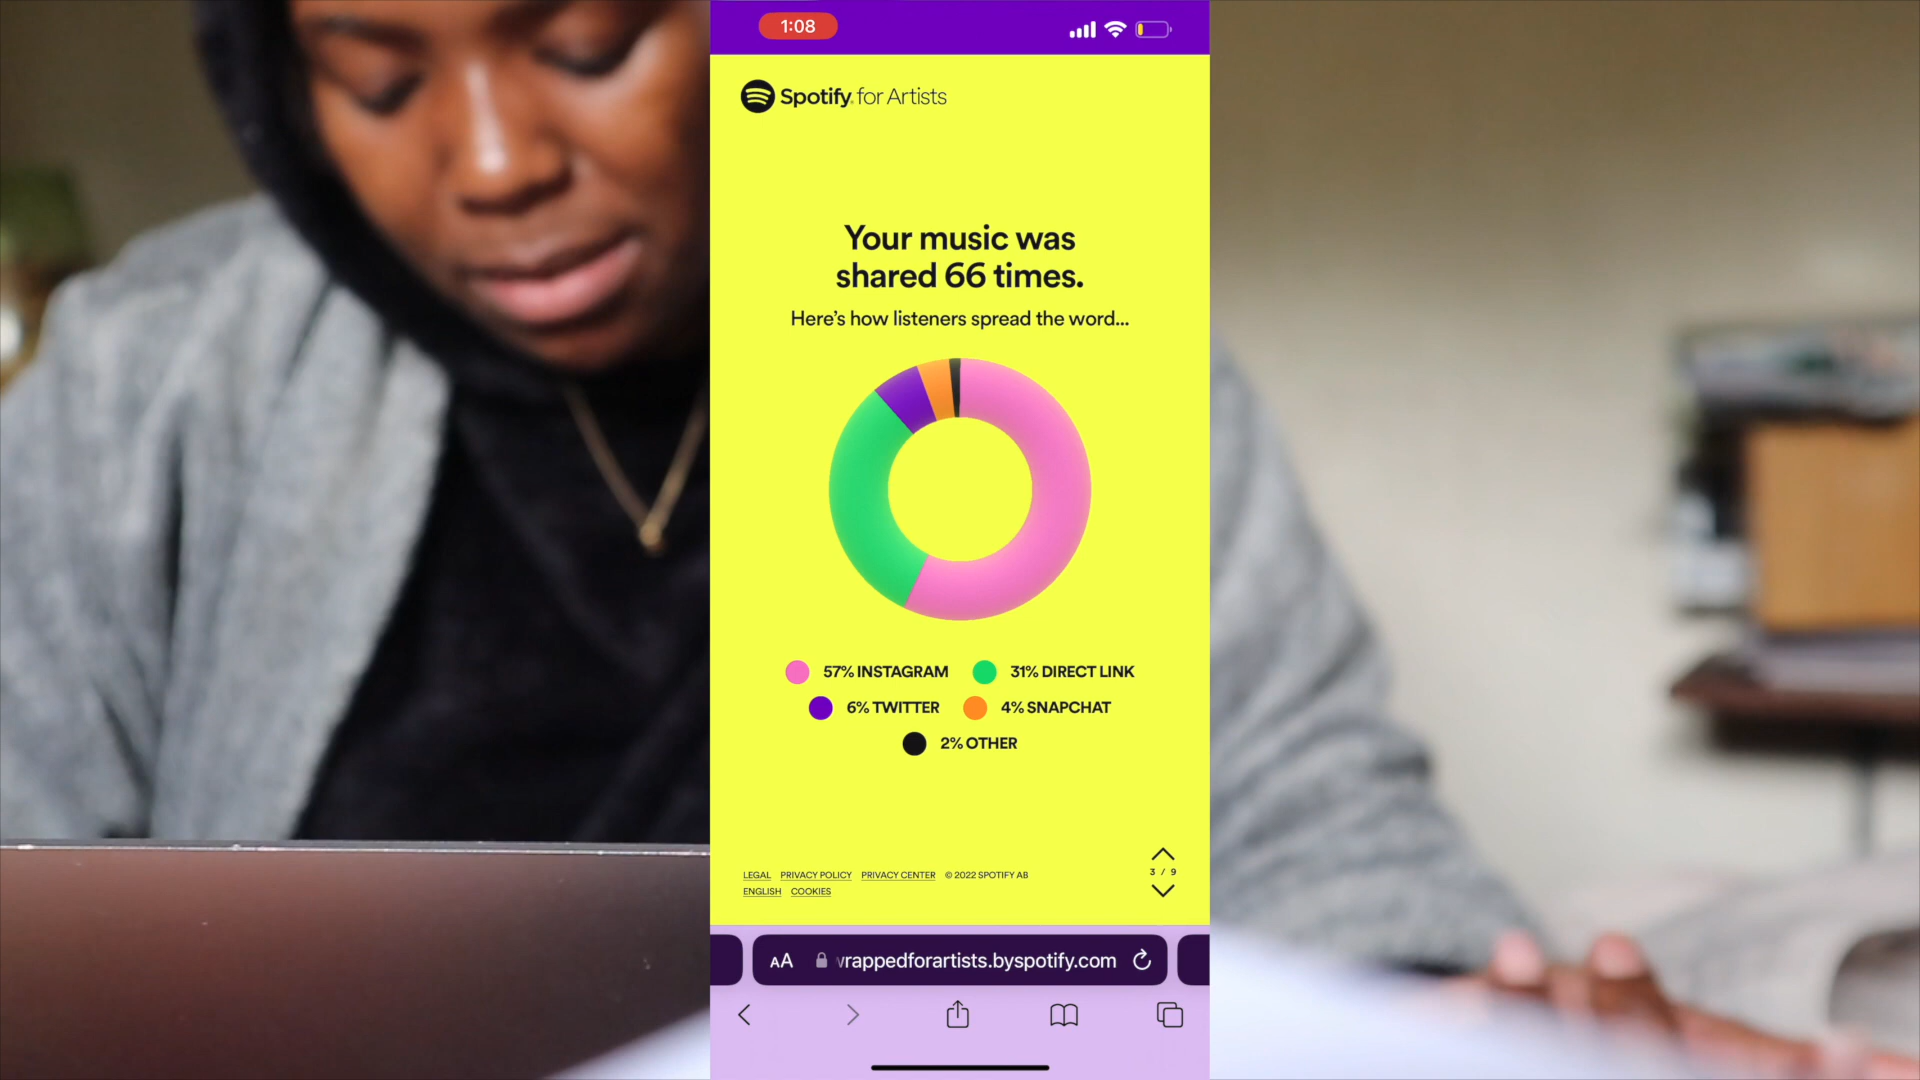 1:08
Spotify for Artists
Your music was
shared 66 times.
Here's how listeners spread the word...
57% INSTAGRAM 31% DIRECT LINK
6% TWITTER 4% SNAPCHAT
2% OTHER
LEGAL PRIVACY POLICY PRIVACY CENTER © 2022 SPOTIFY AB
ENGLISH COOKIES
3 / 9
AA vrappedforartists.byspotify.com